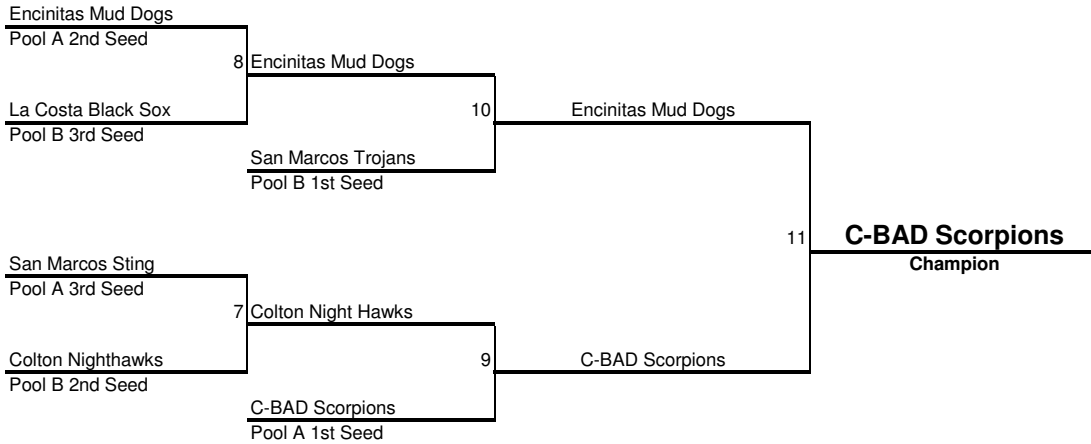 Encinitas Mud Dogs
Pool A 2nd Seed
8 Encinitas Mud Dogs
La Costa Black Sox
10 Encinitas Mud Dogs
Pool B 3rd Seed
San Marcos Trojans
Pool B 1st Seed
11 C-BAD Scorpions
Champion
San Marcos Sting
Pool A 3rd Seed
7 Colton Night Hawks
Colton Nighthawks
9 C-BAD Scorpions
Pool B 2nd Seed
C-BAD Scorpions
Pool A 1st Seed